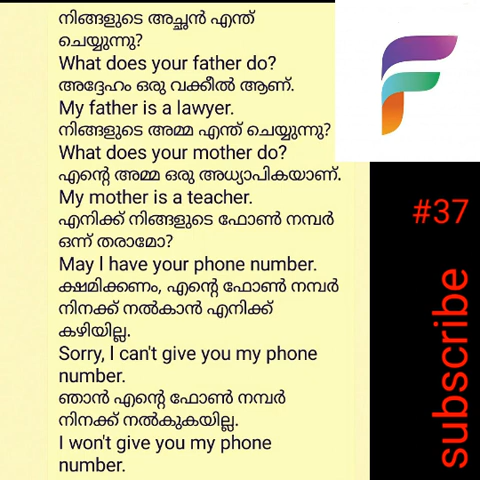 നിങ്ങളുടെ അച്ഛൻ എന്ത്
ചെയ്യുന്നു?
What does your father do?
അദ്ദേഹം ഒരു വക്കീൽ ആണ്.
My father is a lawyer.
നിങ്ങളുടെ അമ്മ എന്ത് ചെയ്യുന്നു?
What does your mother do?
എന്റെ അമ്മ ഒരു അധ്യാപികയാണ്.
My mother is a teacher.
എനിക്ക് നിങ്ങളുടെ ഫോൺ നമ്പർ
ഒന്ന് തരാമോ?
May I have your phone number.
ക്ഷമിക്കണം, എന്റെ ഫോൺ നമ്പർ
നിനക്ക് നൽകാൻ എനിക്ക്
കഴിയില്ല.
Sorry, I can't give you my phone
number.
ഞാൻ എന്റെ ഫോൺ നമ്പർ
നിനക്ക് നൽകുകയില്ല.
I won't give you my phone
number.
F
#37
subscribe